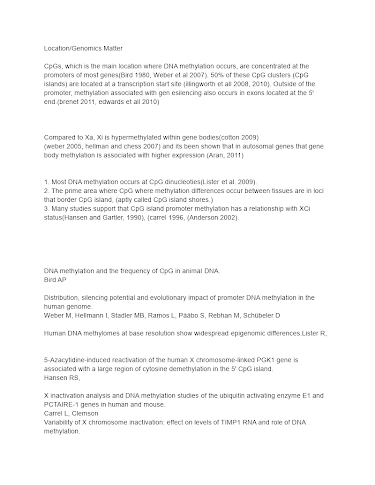 Location/Genomics Matter
CpGs, which is the main location where DNA methylation occurs, are concentrated at the
promoters of most genes(Bird 1980, Weber et al 2007). 50% of these CpG clusters (CpG
islands) are located at a transcription start site (illingworth et all 2008, 2010), Outside of the
promoter, methylation associated with gen esilencing also occurs in exons located at the 5'
end.(brenet 2011, edwards et all 2010)
Compared to Xa, Xi is hypermethylated within gene bodies(cotton 2009)
(weber 2005, hellman and chess 2007) and its been shown that in autosomal genes that gene
body methylation is associated with higher expression (Aran, 2011)
1. Most DNA methylation occurs at CpG dinucleoties(Lister et al. 2009).
2. The prime area where CpG where methylation differences occur between tissues are in loci
that border CpG island, (aptly called CpG island shores.)
3. Many studies support that CpG island promoter methylation has a relationship with XCi
status(Hansen and Gartler, 1990), (carrel 1996, (Anderson 2002).
DNA methylation and the frequency of CpG in animal DNA.
Bird AP
Distribution, silencing potential and evolutionary impact of promoter DNA methylation in the
human genome.
Weber M, Hellmann I, Stadler MB, Ramos L, Pääbo S, Rebhan M, Schübeler D
Human DNA methylomes at base resolution show widespread epigenomic differences.Lister R,
5-Azacytidine-induced reactivation of the human X chromosome-linked PGK1 gene is
associated with a large region of cytosine demethylation in the 5' CpG island.
Hansen RS,
X inactivation analysis and DNA methylation studies of the ubiquitin activating enzyme E1 and
PCTAIRE-1 genes in human and mouse.
Carrel L, Clemson
Variability of X chromosome inactivation: effect on levels of TIMP1 RNA and role of DNA
methylation.